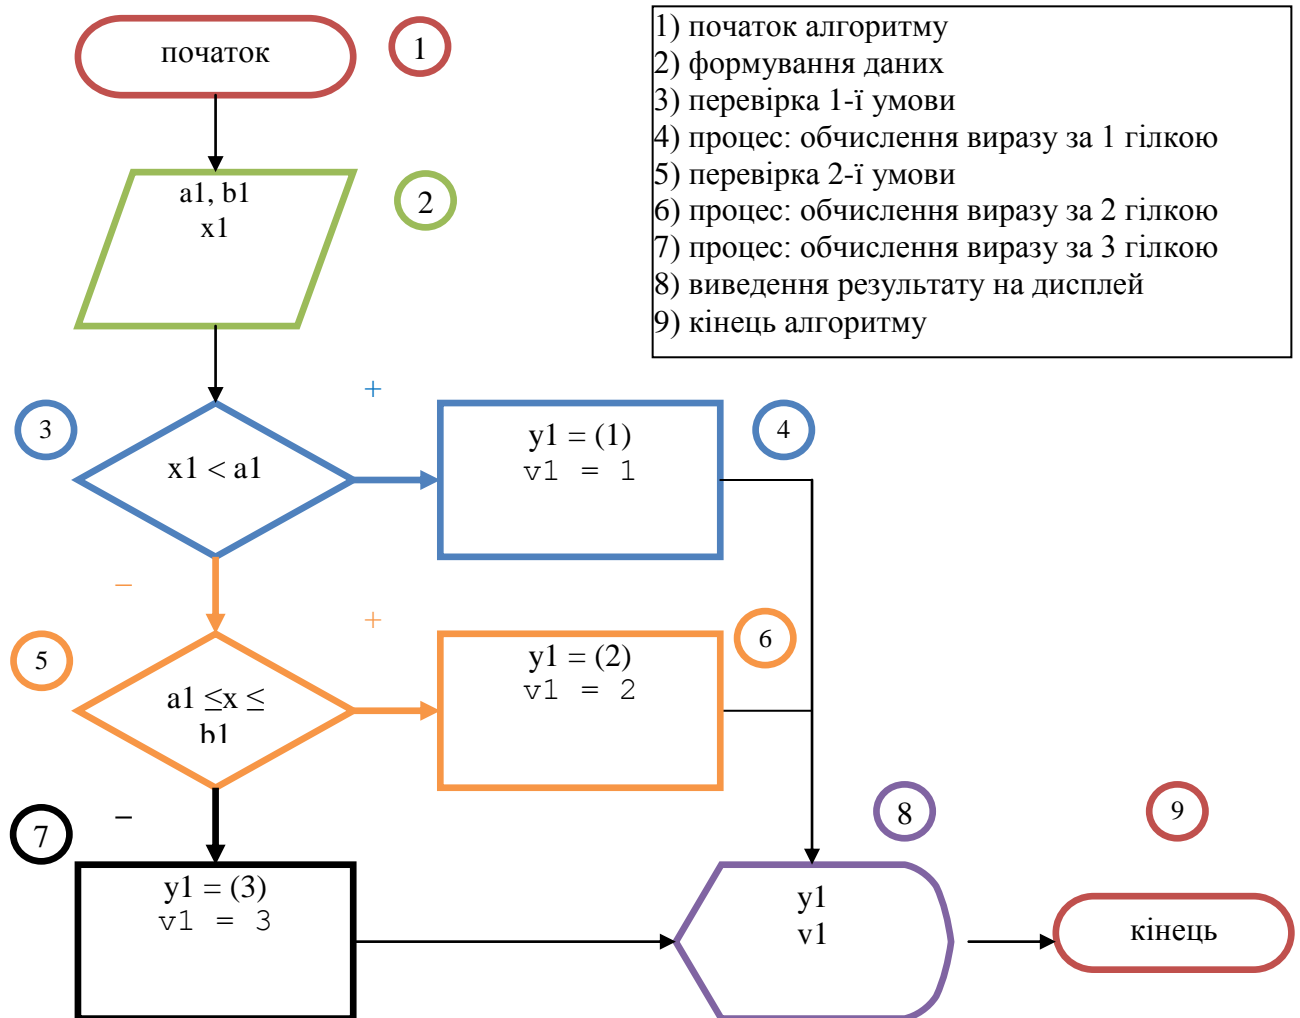 початок
1
1) початок алгоритму
2) формування даних
3) перевірка 1-ї умови
4) процес: обчислення виразу за 1 гілкою
5) перевірка 2-ї умови
6) процес: обчислення виразу за 2 гілкою
7) процес: обчислення виразу за 3 гілкою
8) виведення результату на дисплей
9) кінець алгоритму
a1, b1
x1
2
+
3
x1 < a1
y1 = (1)
v1 = 1
4
–
+
5
a1 ≤x ≤
b1
y1 = (2)
v1 = 2
6
–
7
y1 = (3)
v1 = 3
8
y1
v1
9
кінець